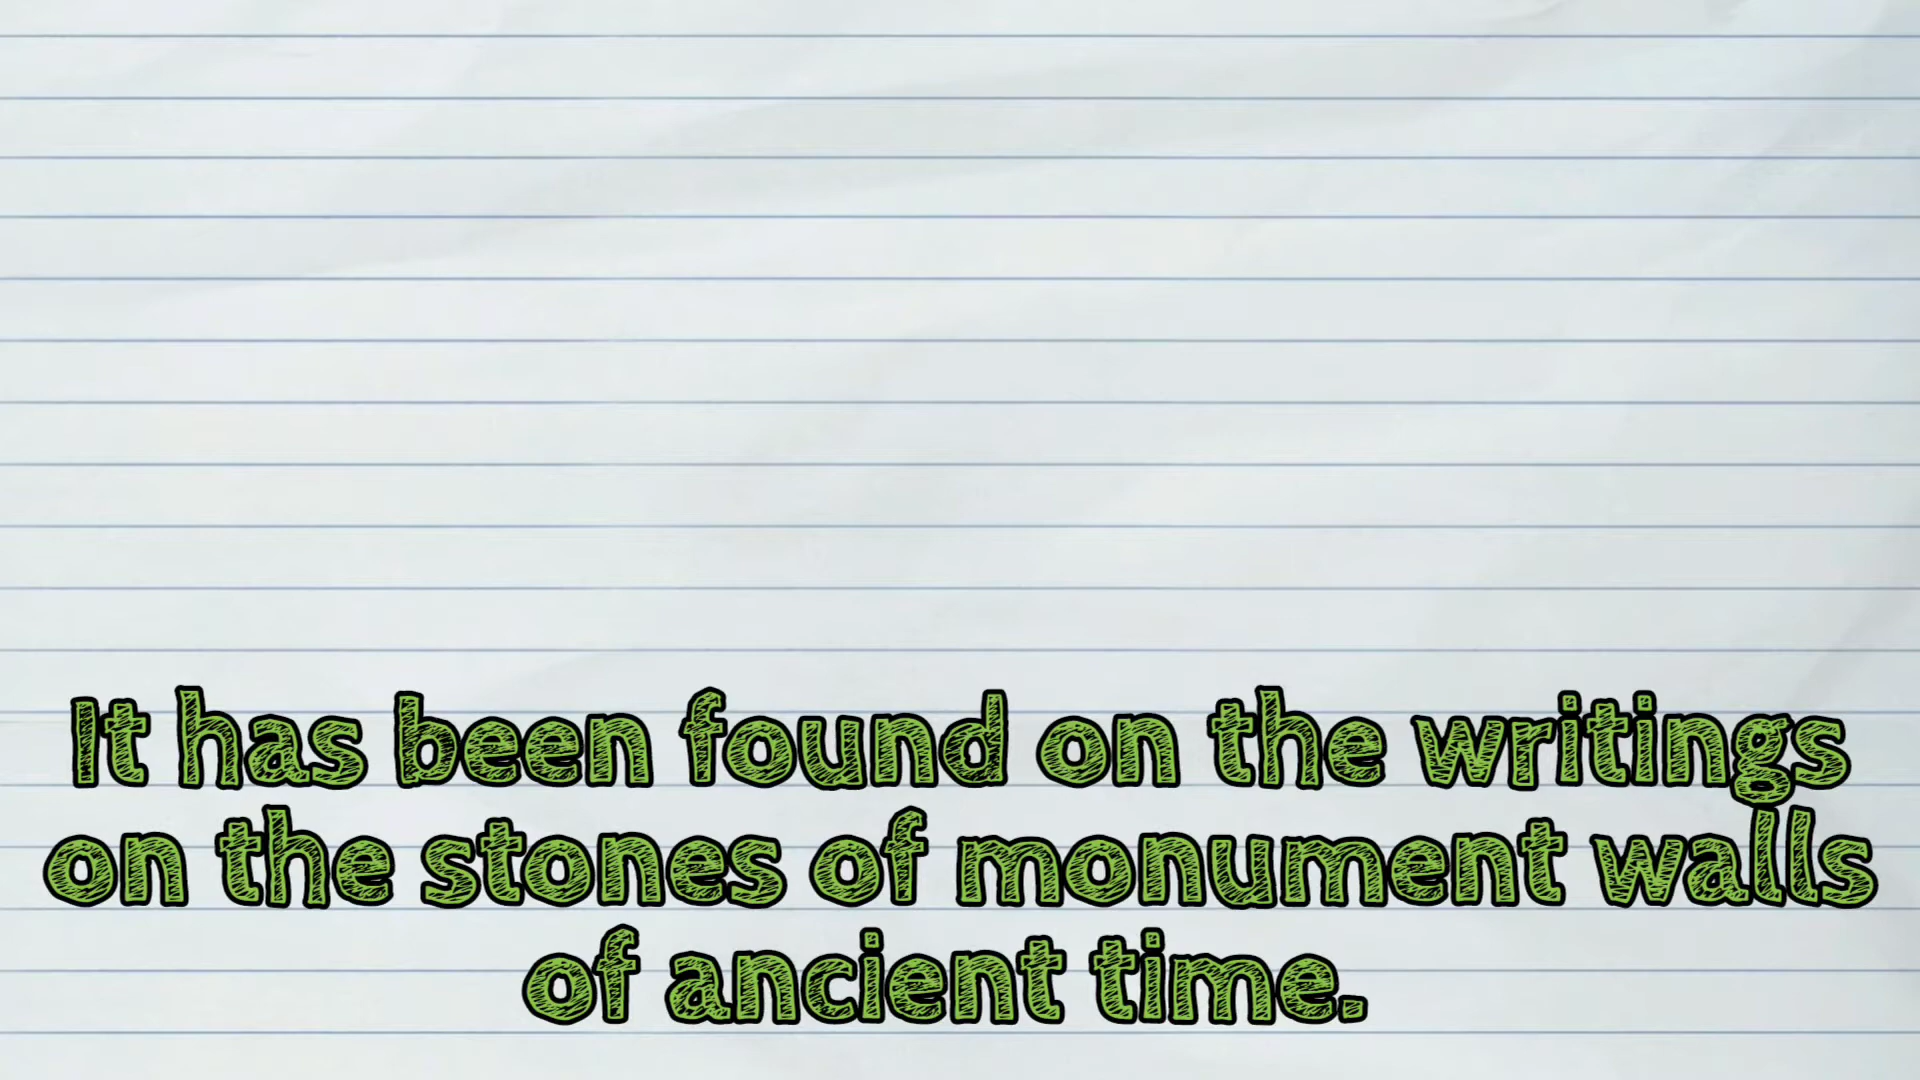 It has been found on the writings
on the stones of monument walls
of ancient time.